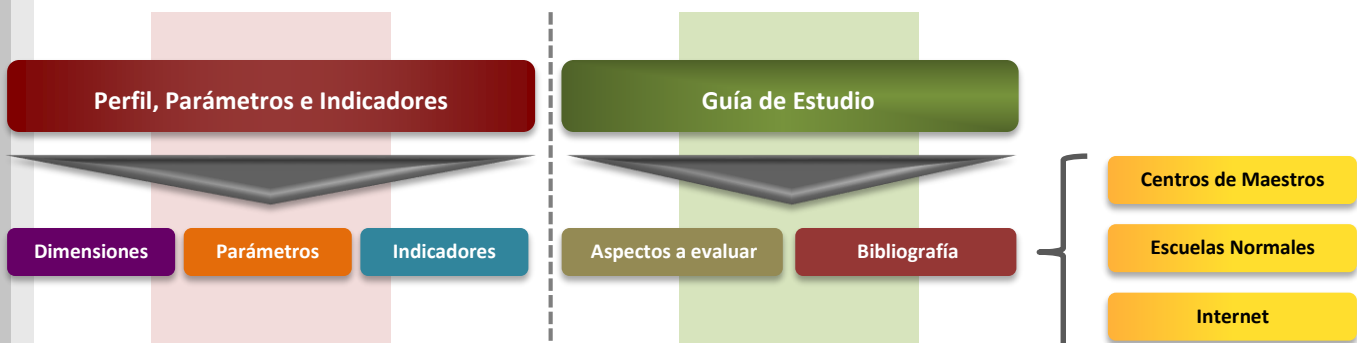 Perfil, Parámetros e Indicadores
Guía de Estudio
Dimensiones
Parámetros
Indicadores
Aspectos a evaluar
Bibliografía
Centros de Maestros
Escuelas Normales
Internet